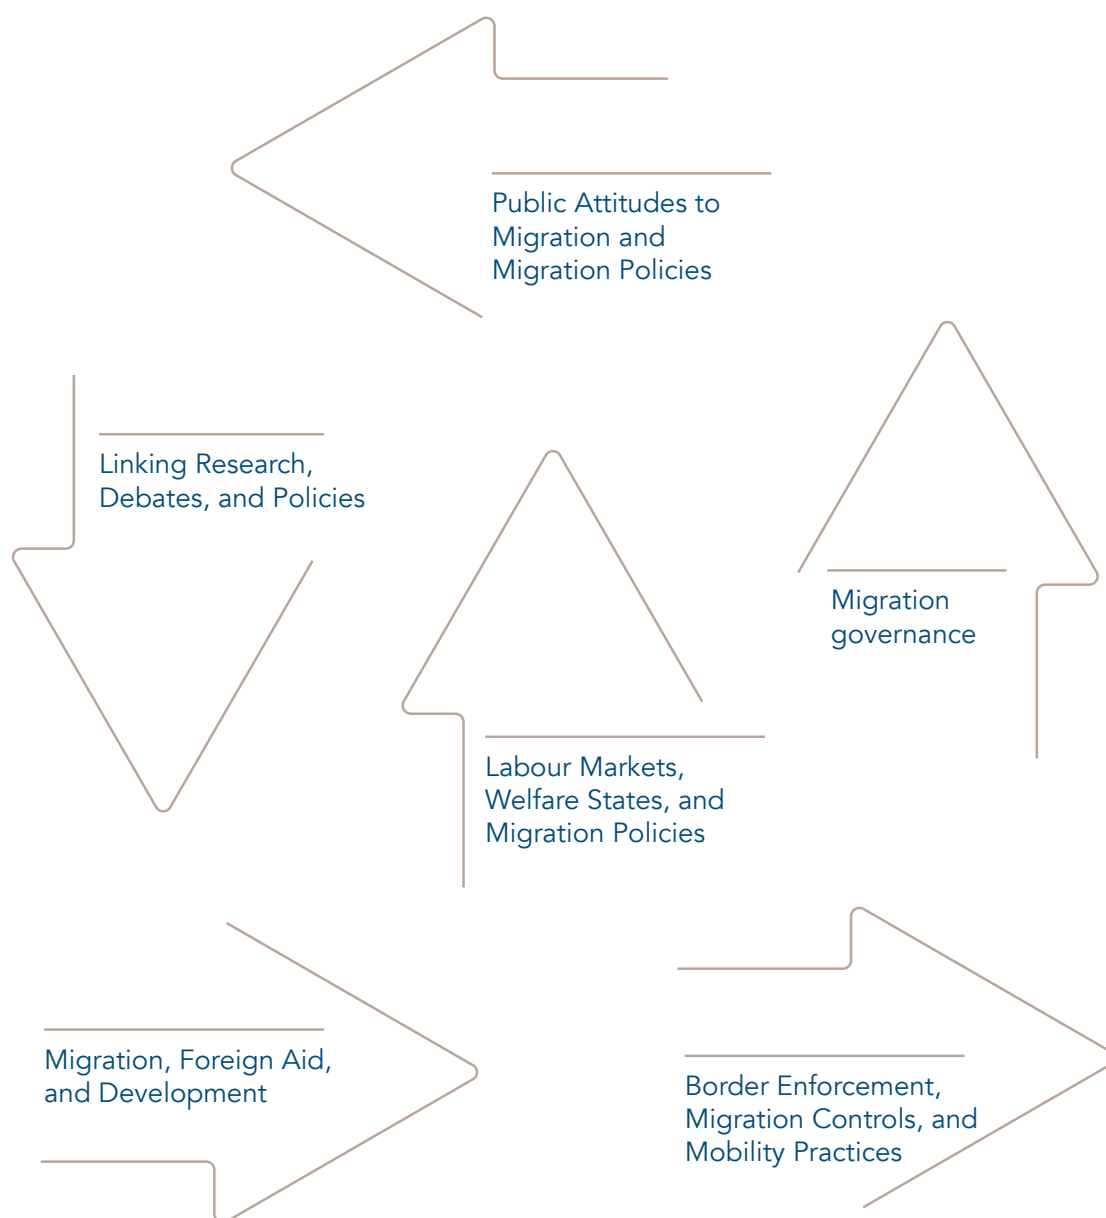 Public Attitudes to
Migration and
Migration Policies
Linking Research,
Debates, and Policies
Migration
governance
Labour Markets,
Welfare States, and
Migration Policies
Migration, Foreign Aid,
and Development
Border Enforcement,
Migration Controls, and
Mobility Practices